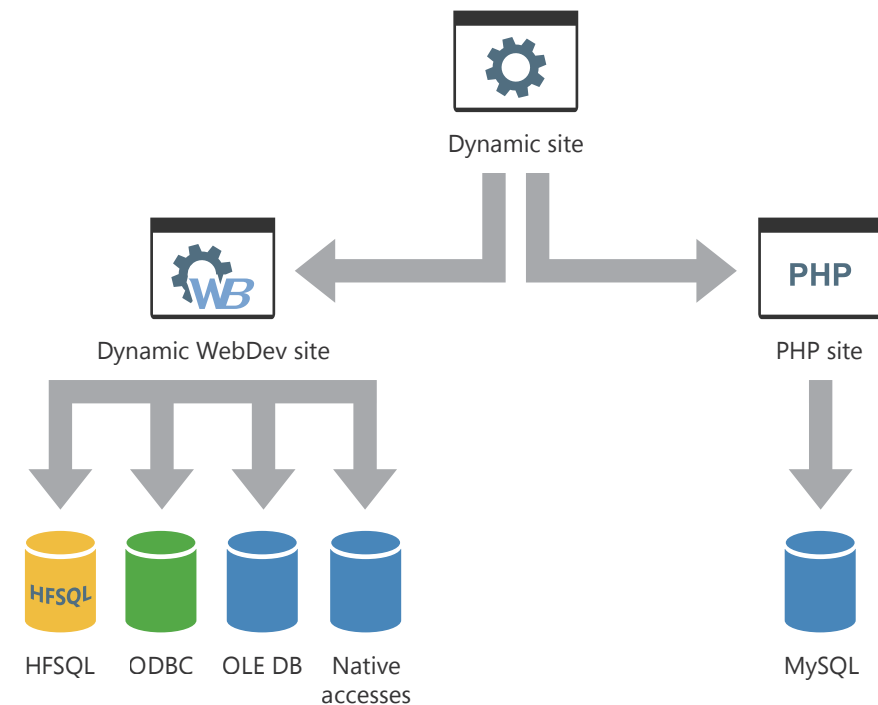 Dynamic site
WB
PHP
Dynamic WebDev site
PHP site
HFSQL
HFSQL
ODBC
OLE DB
Native
accesses
MySQL